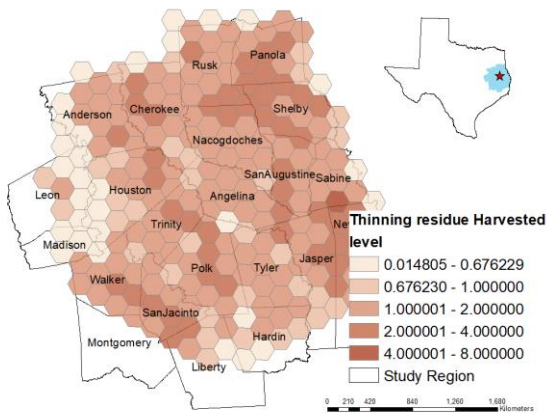 Rusk
Panola
Anderson
Cherokee
Shelby
Nacogdoches
SanAugustine
Sabine
Leon
Houston
Angelina
Trinity
Ne
Madison
Walker
Polk
Tyler
Jasper
SanJacinto
Montgomery
Hardin
Liberty
Thinning residue Harvested
level
0.014805 - 0.676229
0.676230 - 1.000000
1.000001 - 2.000000
2.000001 - 4.000000
4.000001 - 8.000000
Study Region
0 210 420 840 1,260 1,680
Kilometers